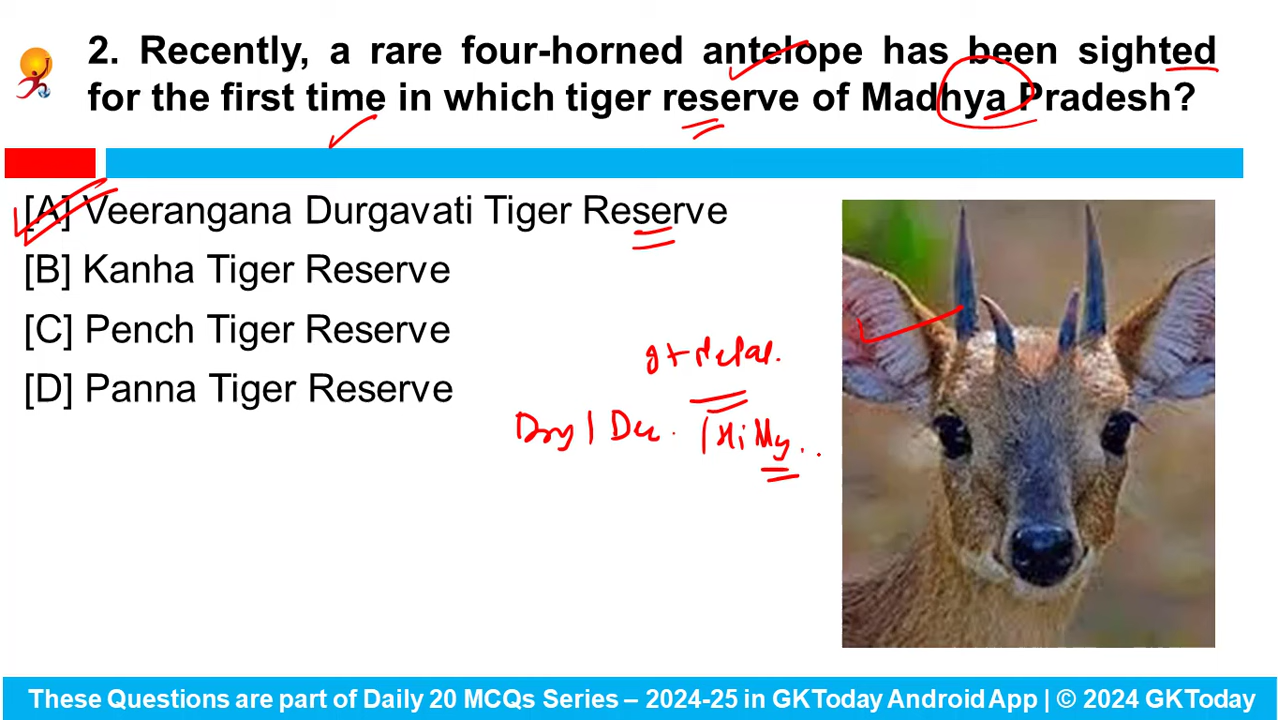 2. Recently, a rare four-horned antelope has been sighted
for the first time in which tiger reserve of Madhya Pradesh?
[A] Veerangana Durgavati Tiger Reserve
[B] Kanha Tiger Reserve
[C] Pench Tiger Reserve
[D] Panna Tiger Reserve
Dry | Dec.
These Questions are part of Daily 20 MCQs Series – 2024-25 in GKToday Android App | © 2024 GKToday